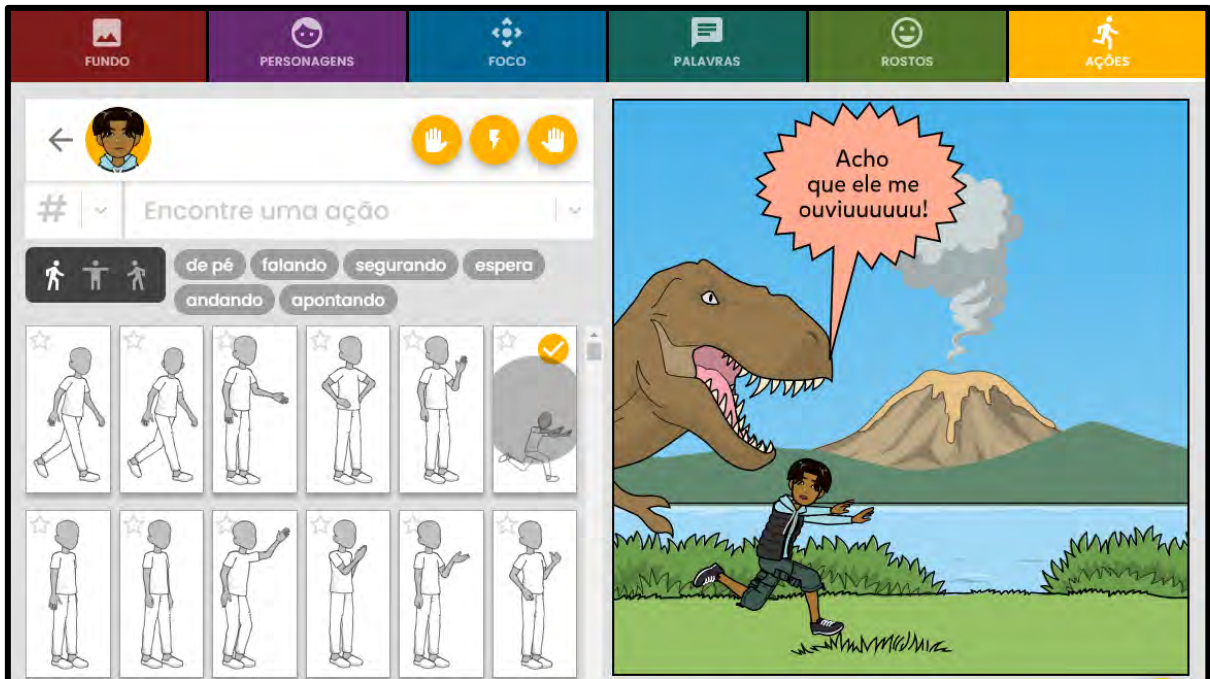 FUNDO
PERSONAGENS
FOCO
PALAVRAS
ROSTOS
AÇÕES
# Encontre uma ação
de pé falando segurando espera
andando apontando
Acho
que ele me
ouviuuuuuu!